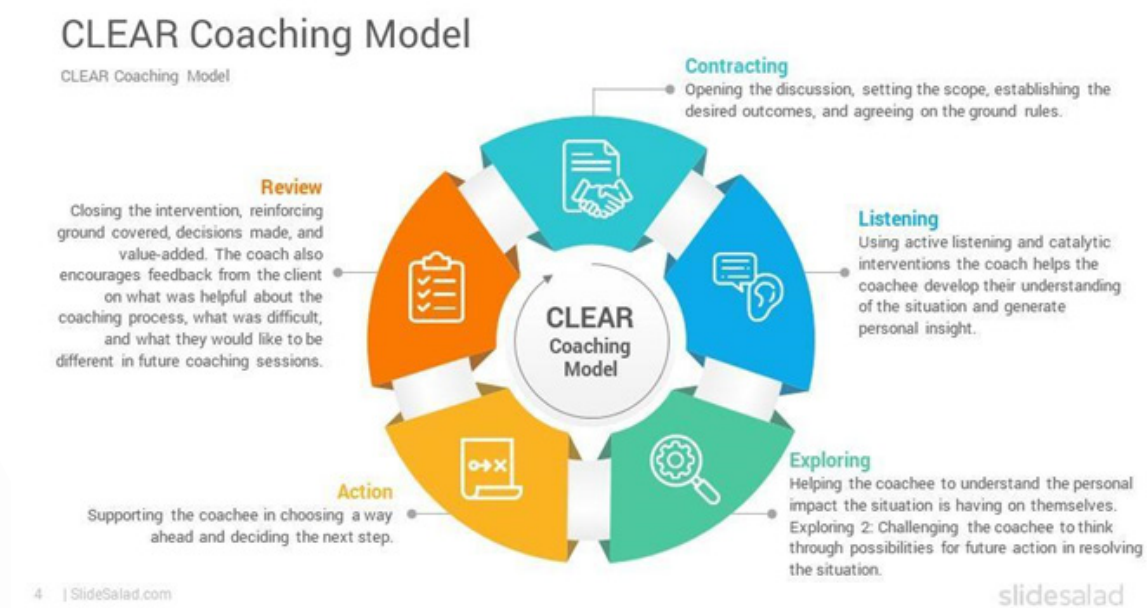 CLEAR Coaching Model
CLEAR Coaching Model
Contracting
Opening the discussion, setting the scope, establishing the
desired outcomes, and agreeing on the ground rules.
Listening
Using active listening and catalytic
interventions the coach helps the
coachee develop their understanding
of the situation and generate
personal insight.
Exploring
Helping the coachee to understand the personal
impact the situation is having on themselves.
Exploring 2: Challenging the coachee to think
through possibilities for future action in resolving
the situation.
Action
Supporting the coachee in choosing a way
ahead and deciding the next step.
Review
Closing the intervention, reinforcing
ground covered, decisions made, and
value-added. The coach also
encourages feedback from the client
on what was helpful about the
coaching process, what was difficult,
and what they would like to be
different in future coaching sessions.
CLEAR
Coaching
Model
4 | SlideSalad.com
slidesalad